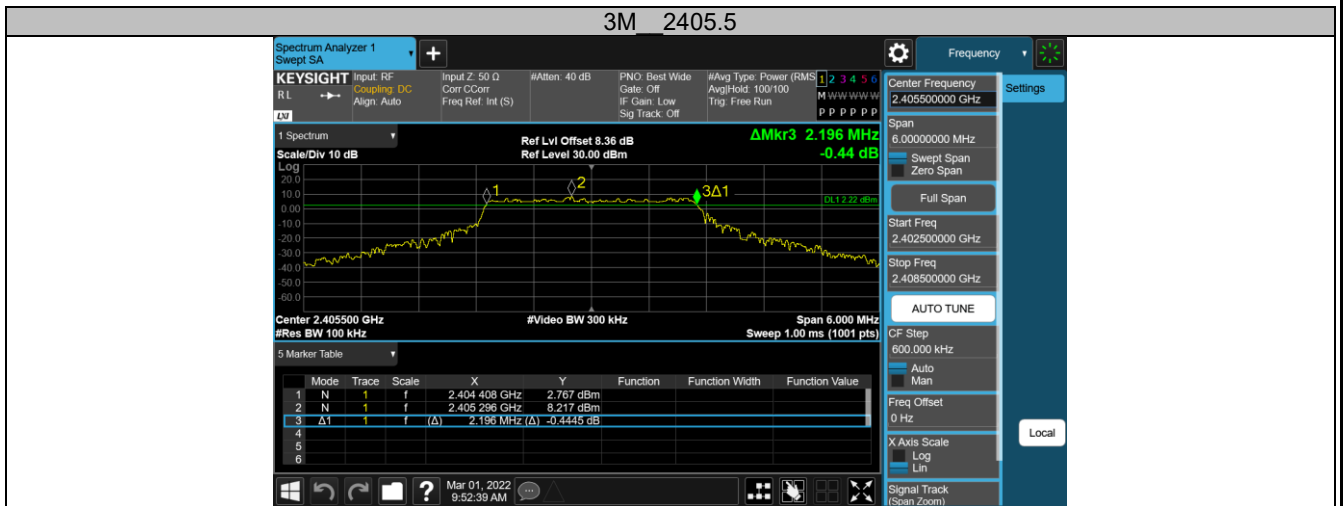 3M__2405.5
Spectrum Analyzer 1
Swept SA
+
Frequency
KEYSIGHT
RL
LXI
Input: RF
Coupling: DC
Align: Auto
Input Z: 50 Ω
Corr CCorr
Freq Ref: Int (S)
#Atten: 40 dB
PNO: Best Wide
Gate: Off
IF Gain: Low
Sig Track: Off
#Avg Type: Power (RMS
Avg|Hold: 100/100
Trig: Free Run
1 2 3 4 5 6
M W W W W W
P P P P P P
1 Spectrum
Scale/Div 10 dB
Ref Lvl Offset 8.36 dB
Ref Level 30.00 dBm
ΔMkr3 2.196 MHz
-0.44 dB
Log
20.0
10.0
0.00
-10.0
-20.0
-30.0
-40.0
-50.0
-60.0
1
2
3Δ1
DL1 2.22 dBm
Center 2.405500 GHz
#Video BW 300 kHz
Span 6.000 MHz
#Res BW 100 kHz
Sweep 1.00 ms (1001 pts)
5 Marker Table
Mode Trace Scale X Y Function Function Width Function Value
1 N 1 f 2.404 408 GHz 2.767 dBm
2 N 1 f 2.405 296 GHz 8.217 dBm
3 Δ1 1 f (Δ) 2.196 MHz (Δ) -0.4445 dB
4
5
6
Mar 01, 2022
9:52:39 AM
?
Center Frequency
2.405500000 GHz
Settings
Span
6.00000000 MHz
Swept Span
Zero Span
Full Span
Start Freq
2.402500000 GHz
Stop Freq
2.408500000 GHz
AUTO TUNE
CF Step
600.000 kHz
Auto
Man
Freq Offset
0 Hz
X Axis Scale
Log
Lin
Local
Signal Track
(Span Zoom)